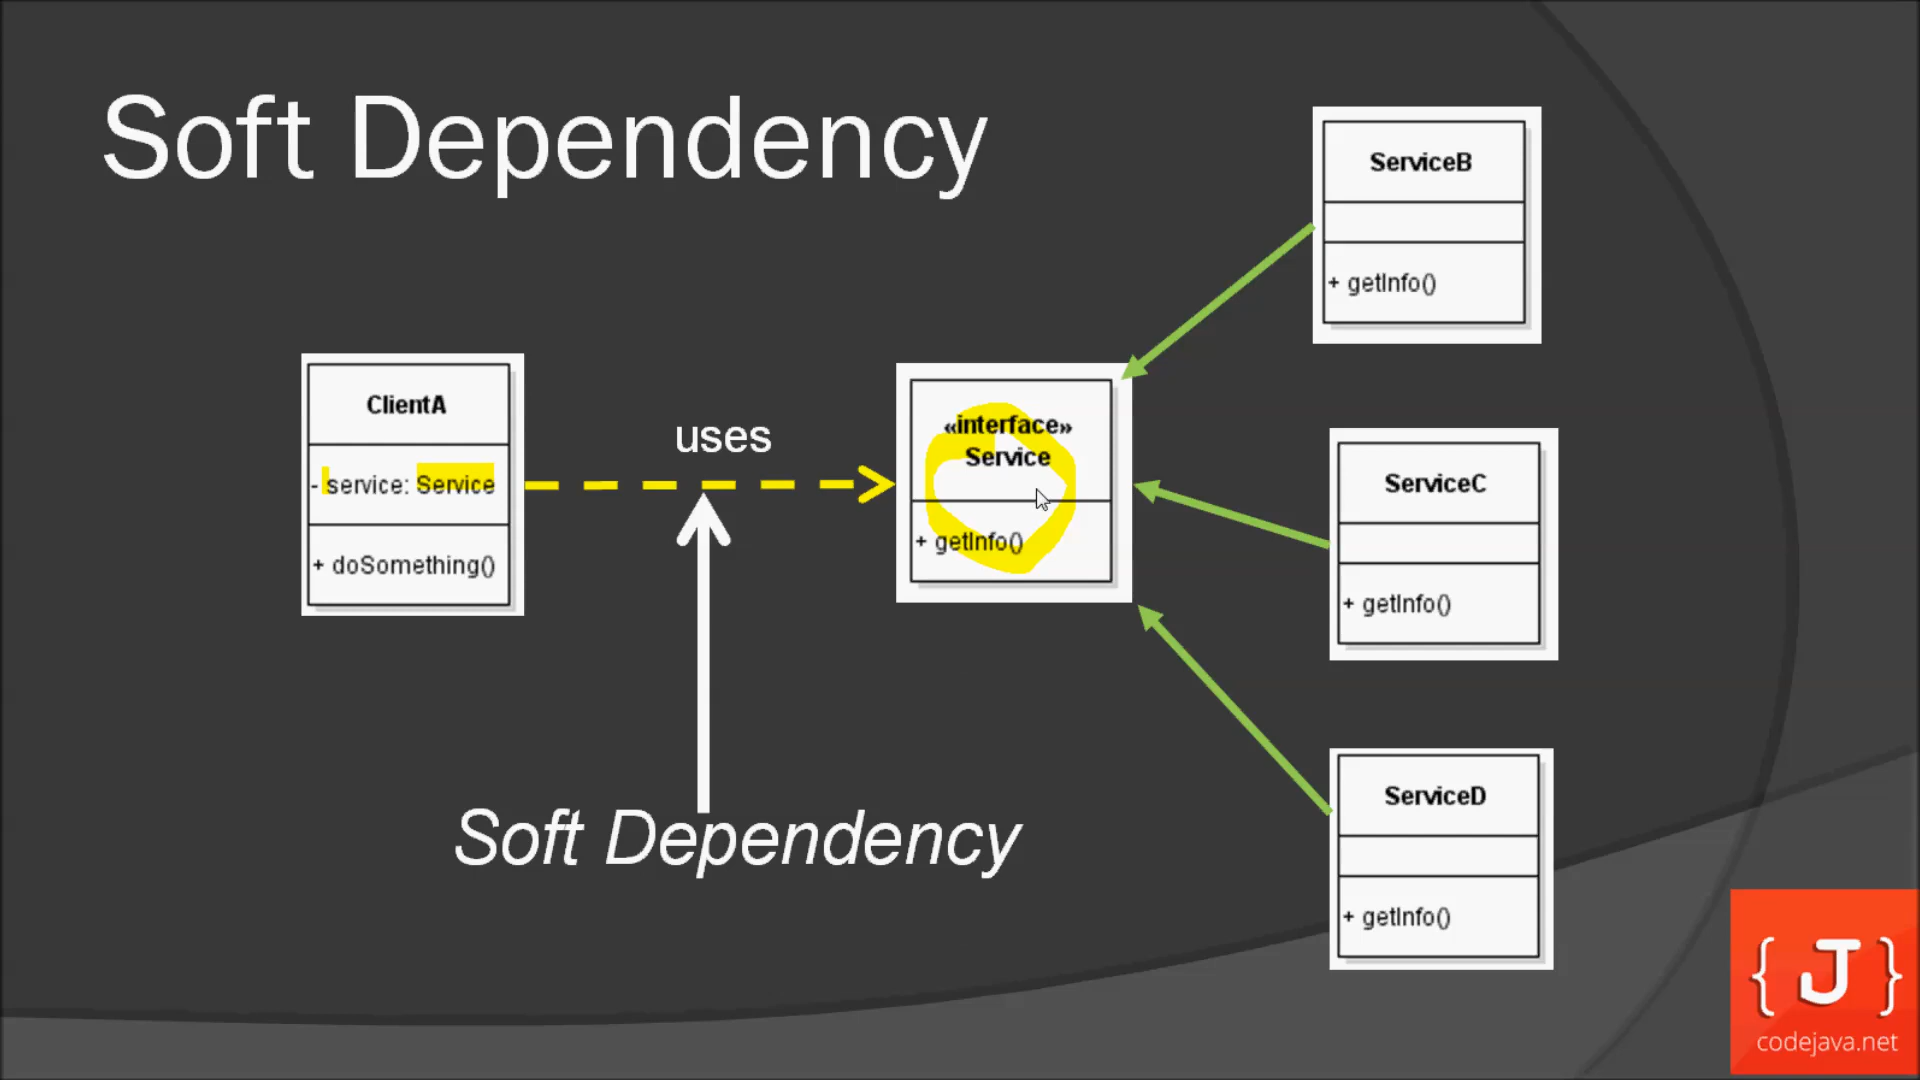 Soft Dependency
ServiceB
+ getInfo()
ClientA
- service: Service
+ doSomething()
uses
«interface»
Service
+ getInfo()
ServiceC
+ getInfo()
Soft Dependency
ServiceD
+ getInfo()
{ J }
codejava.net